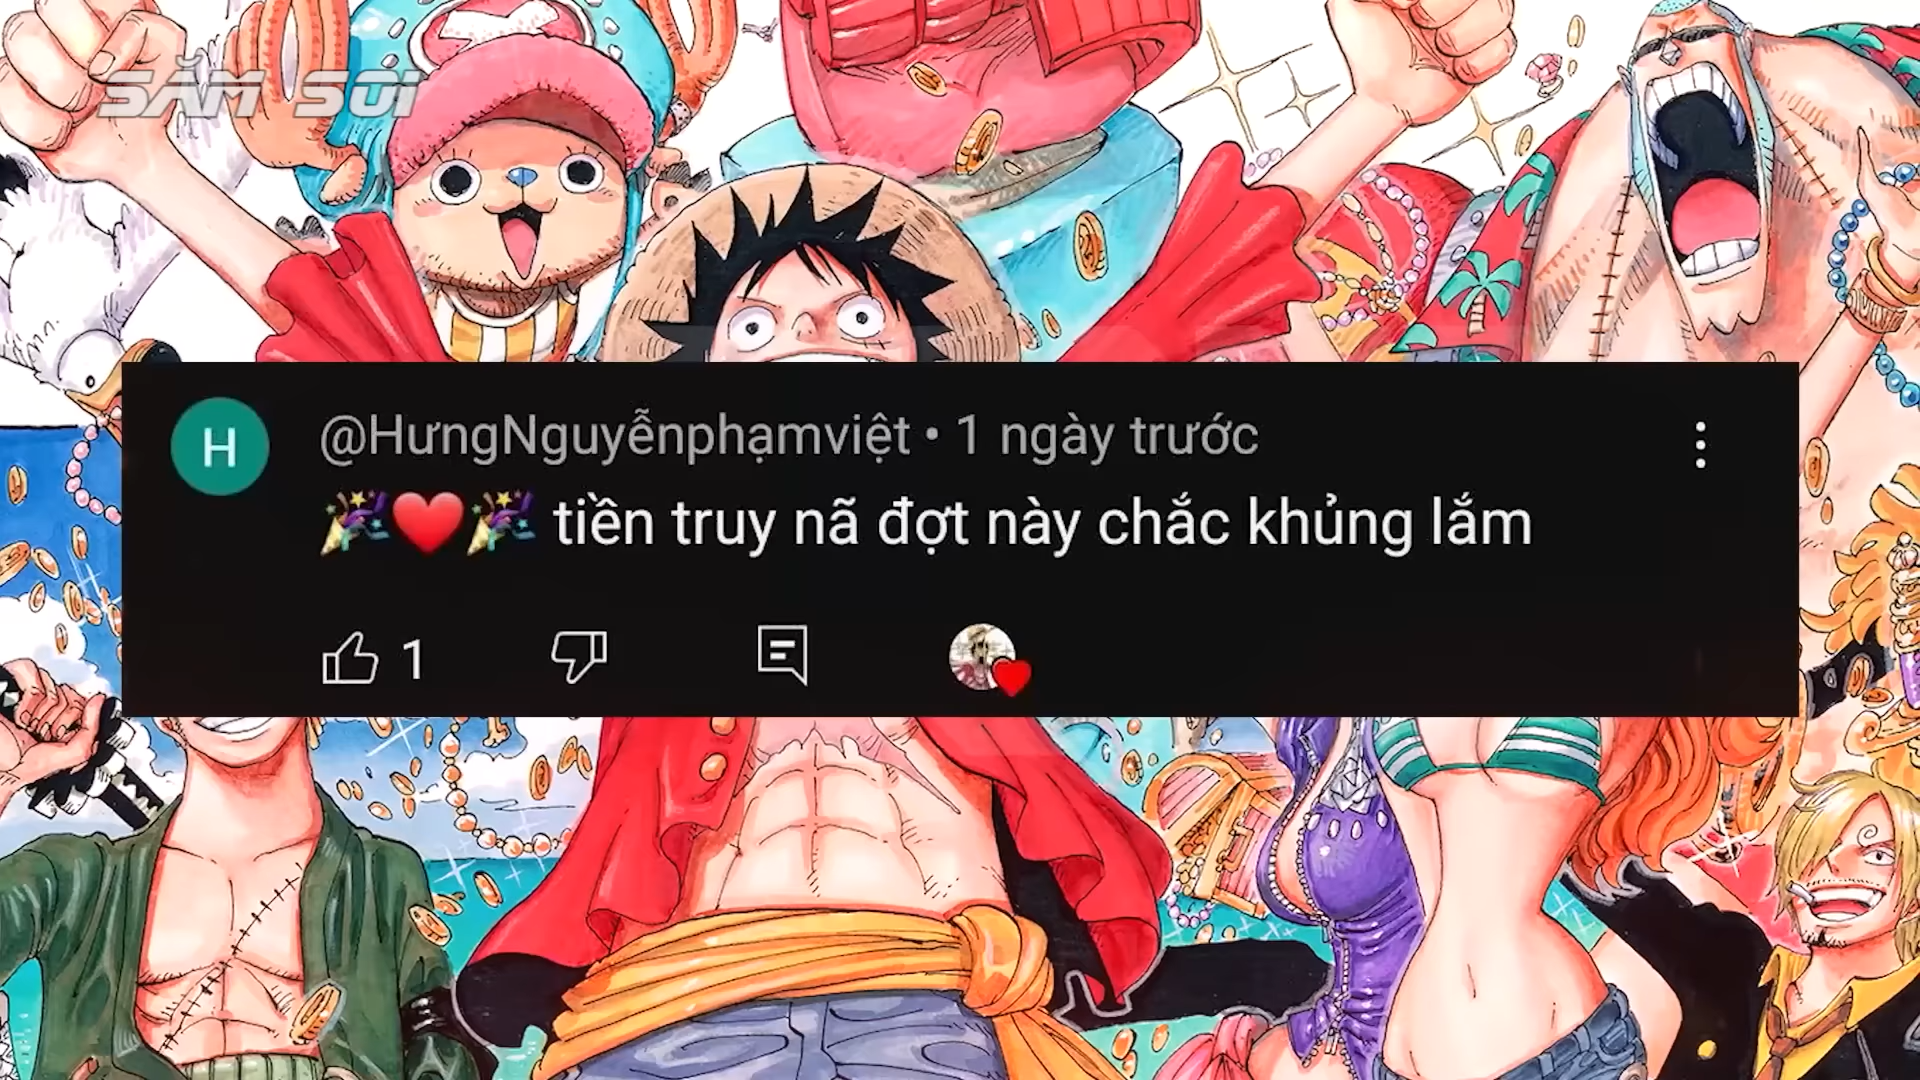 SĂM SOI
H
@HưngNguyễnphạmviệt • 1 ngày trước
🎉❤️🎉 tiền truy nã đợt này chắc khủng lắm
1